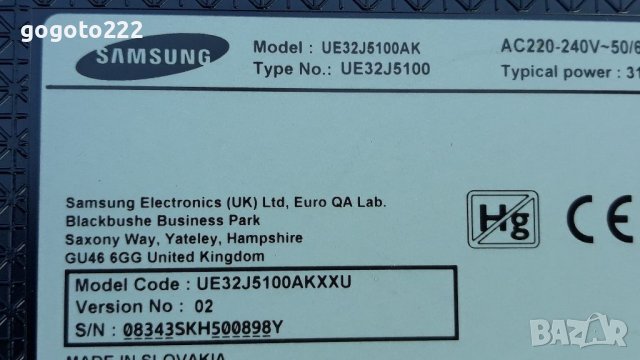 gogoto222
SAMSUNG
Model : UE32J5100AK
Type No.: UE32J5100
AC220-240V~50/6
Typical power : 31
Samsung Electronics (UK) Ltd, Euro QA Lab.
Blackbushe Business Park
Saxony Way, Yateley, Hampshire
GU46 6GG United Kingdom
Hg
CE
Model Code : UE32J5100AKXXU
Version No : 02
S/N : 08343SKH500898Y
MADE IN SLOVAKIA
BAZAR